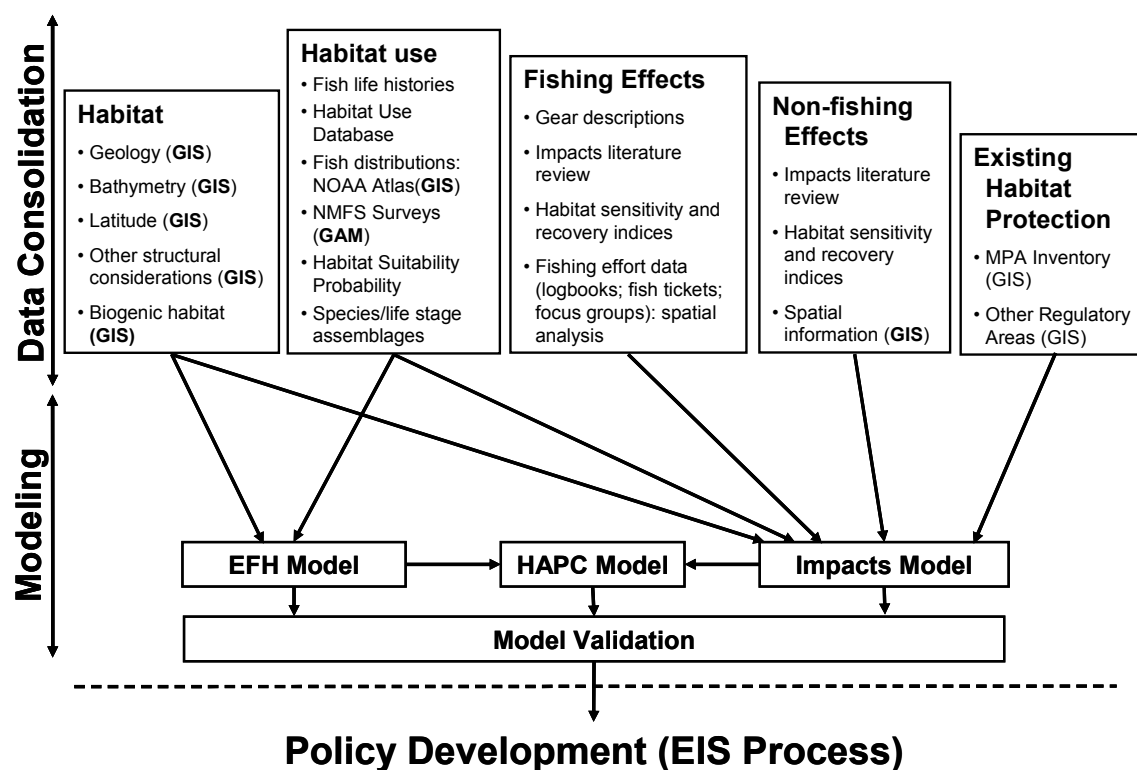 Data Consolidation
Habitat
• Geology (GIS)
• Bathymetry (GIS)
• Latitude (GIS)
• Other structural
considerations (GIS)
• Biogenic habitat
(GIS)
Habitat use
• Fish life histories
• Habitat Use
Database
• Fish distributions:
NOAA Atlas(GIS)
• NMFS Surveys
(GAM)
• Habitat Suitability
Probability
• Species/life stage
assemblages
Fishing Effects
• Gear descriptions
• Impacts literature
review
• Habitat sensitivity and
recovery indices
• Fishing effort data
(logbooks; fish tickets;
focus groups): spatial
analysis
Non-fishing
Effects
• Impacts literature
review
• Habitat sensitivity
and recovery
indices
• Spatial
information (GIS)
Existing
Habitat
Protection
• MPA Inventory
(GIS)
• Other Regulatory
Areas (GIS)
Modeling
EFH Model
HAPC Model
Impacts Model
Model Validation
Policy Development (EIS Process)